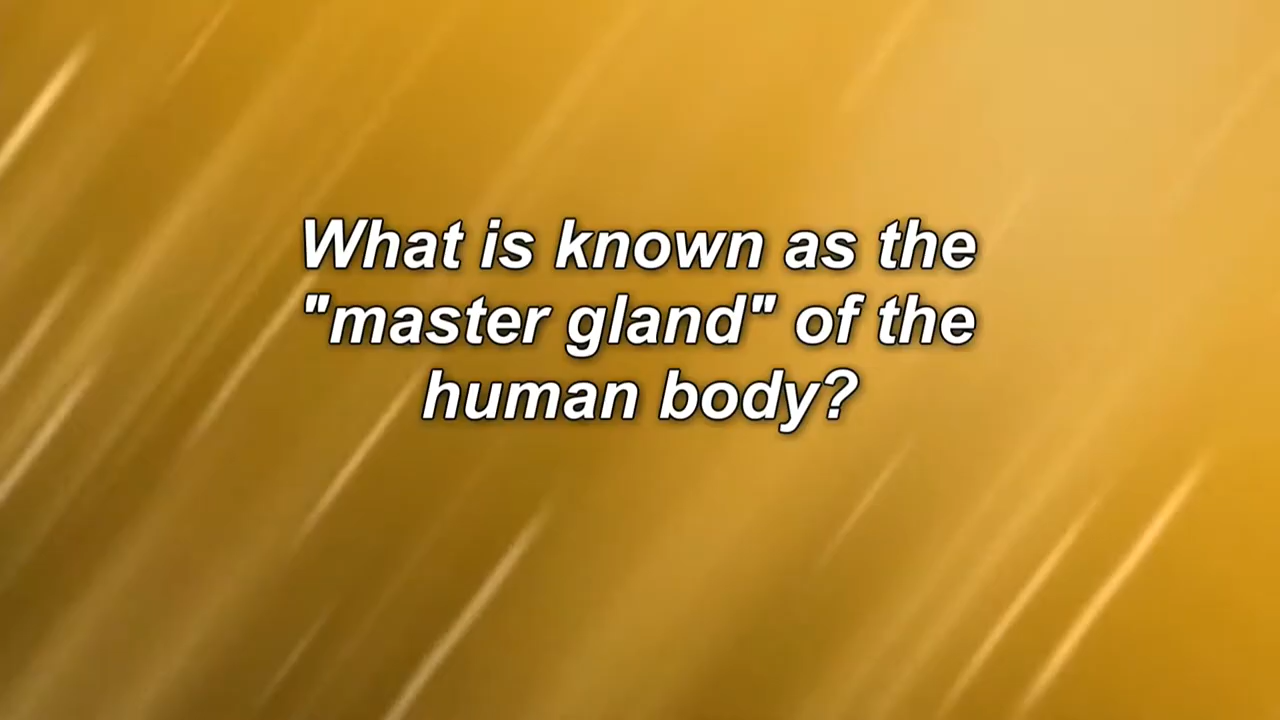 What is known as the
"master gland" of the
human body?